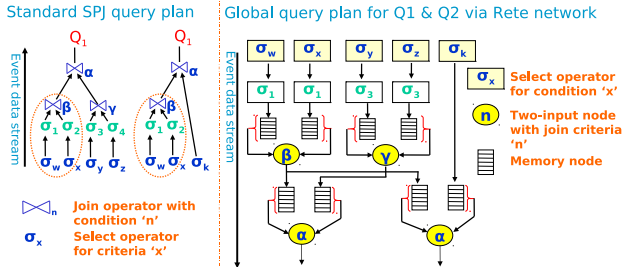 Standard SPJ query plan
Global query plan for Q1 & Q2 via Rete network
Event data stream
Q1
Q1
α
α
β
γ
β
σ1 σ2 σ3 σ4
σ1 σ2
σw σx σy σz
σw σx σk
n Join operator with
condition ‘n’
σx Select operator
for criteria ‘x’
Event data stream
σw σx σy σz σk
σ1 σ1 σ3 σ3
β γ
α α
σx Select operator
for condition ‘x’
n Two-input node
with join criteria
‘n’
Memory node